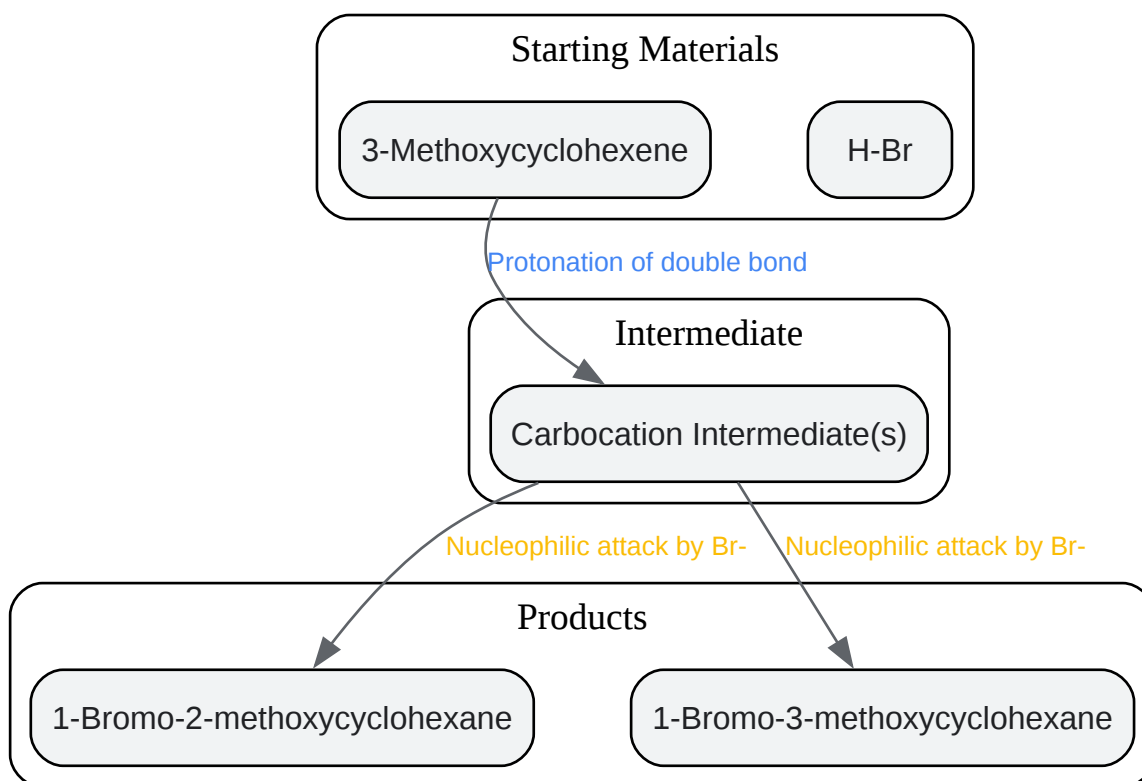 Starting Materials
3-Methoxycyclohexene
H-Br
Protonation of double bond
Intermediate
Carbocation Intermediate(s)
Nucleophilic attack by Br-
Nucleophilic attack by Br-
Products
1-Bromo-2-methoxycyclohexane
1-Bromo-3-methoxycyclohexane